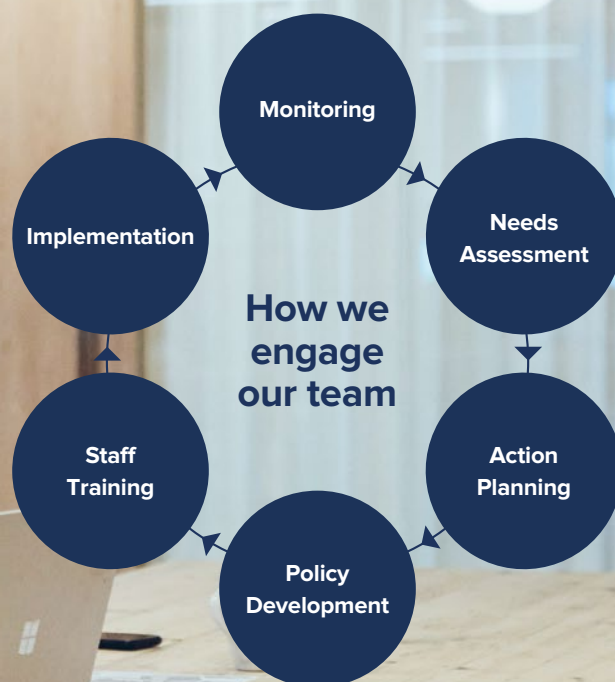 Monitoring
Needs
Assessment
Action
Planning
Policy
Development
Staff
Training
Implementation
How we
engage
our team